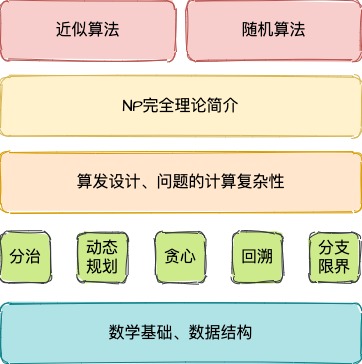 近似算法
随机算法
NP完全理论简介
算发设计、问题的计算复杂性
分治
动态
规划
贪心
回溯
分支
限界
数学基础、数据结构